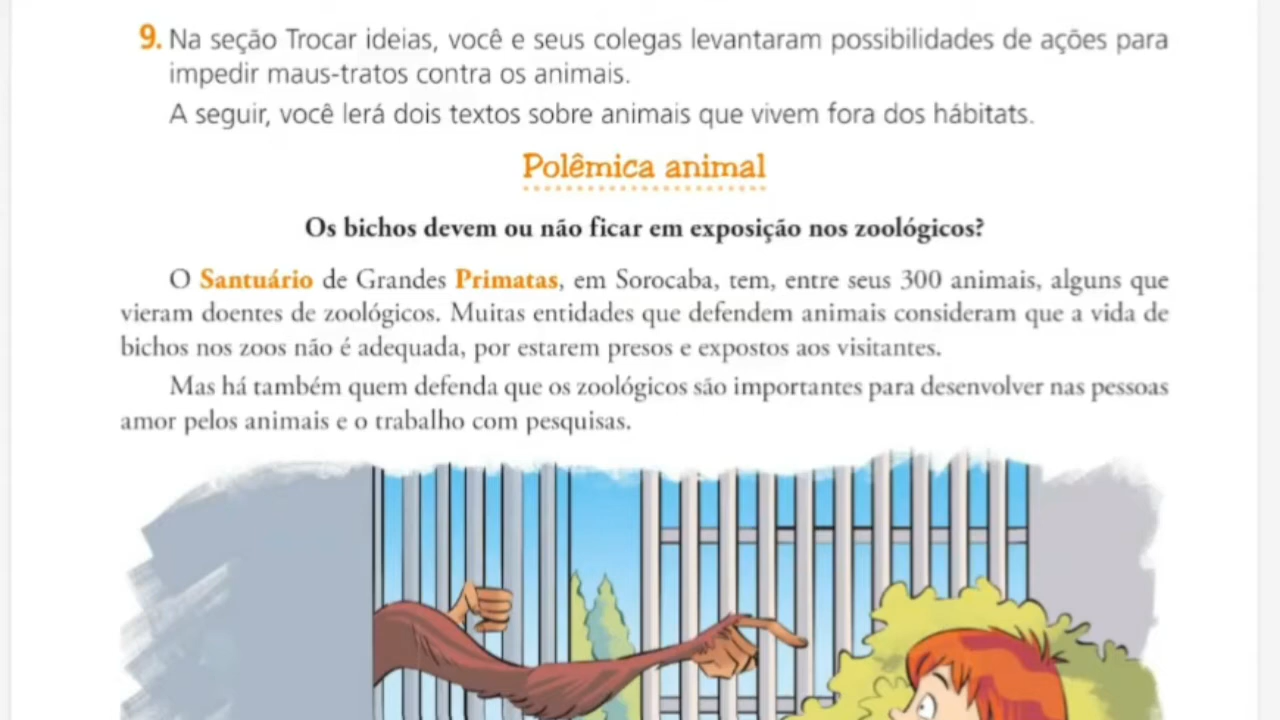 9. Na seção Trocar ideias, você e seus colegas levantaram possibilidades de ações para
impedir maus-tratos contra os animais.
A seguir, você lerá dois textos sobre animais que vivem fora dos hábitats.
Polêmica animal
Os bichos devem ou não ficar em exposição nos zoológicos?
O Santuário de Grandes Primatas, em Sorocaba, tem, entre seus 300 animais, alguns que
vieram doentes de zoológicos. Muitas entidades que defendem animais consideram que a vida de
bichos nos zoos não é adequada, por estarem presos e expostos aos visitantes.
Mas há também quem defenda que os zoológicos são importantes para desenvolver nas pessoas
amor pelos animais e o trabalho com pesquisas.